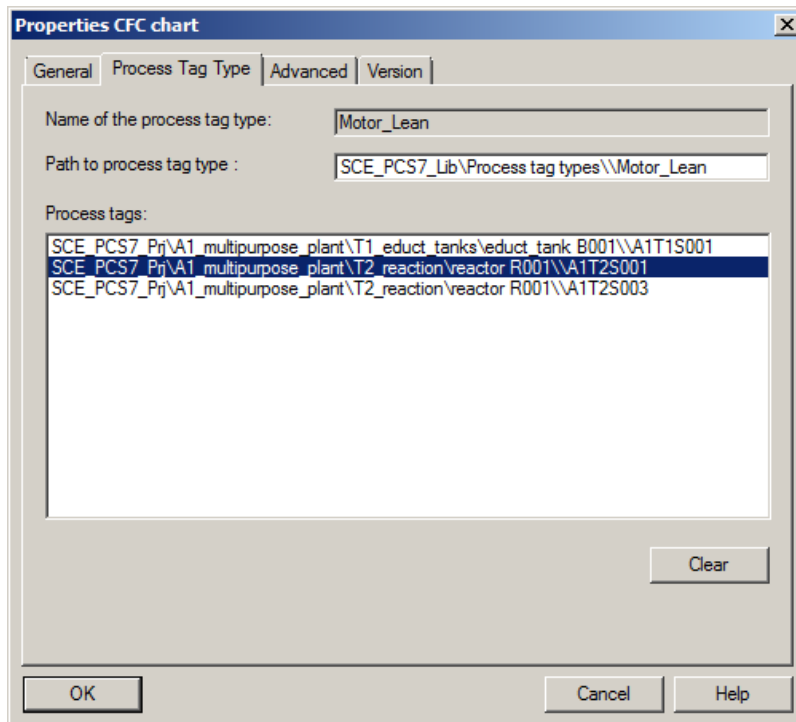 Properties CFC chart
General Process Tag Type Advanced Version
Name of the process tag type: Motor_Lean
Path to process tag type : SCE_PCS7_Lib\Process tag types\\Motor_Lean
Process tags:
SCE_PCS7_Prj\A1_multipurpose_plant\T1_educt_tanks\educt_tank B001\\A1T1S001
SCE_PCS7_Prj\A1_multipurpose_plant\T2_reaction\reactor R001\\A1T2S001
SCE_PCS7_Prj\A1_multipurpose_plant\T2_reaction\reactor R001\\A1T2S003
Clear
OK Cancel Help